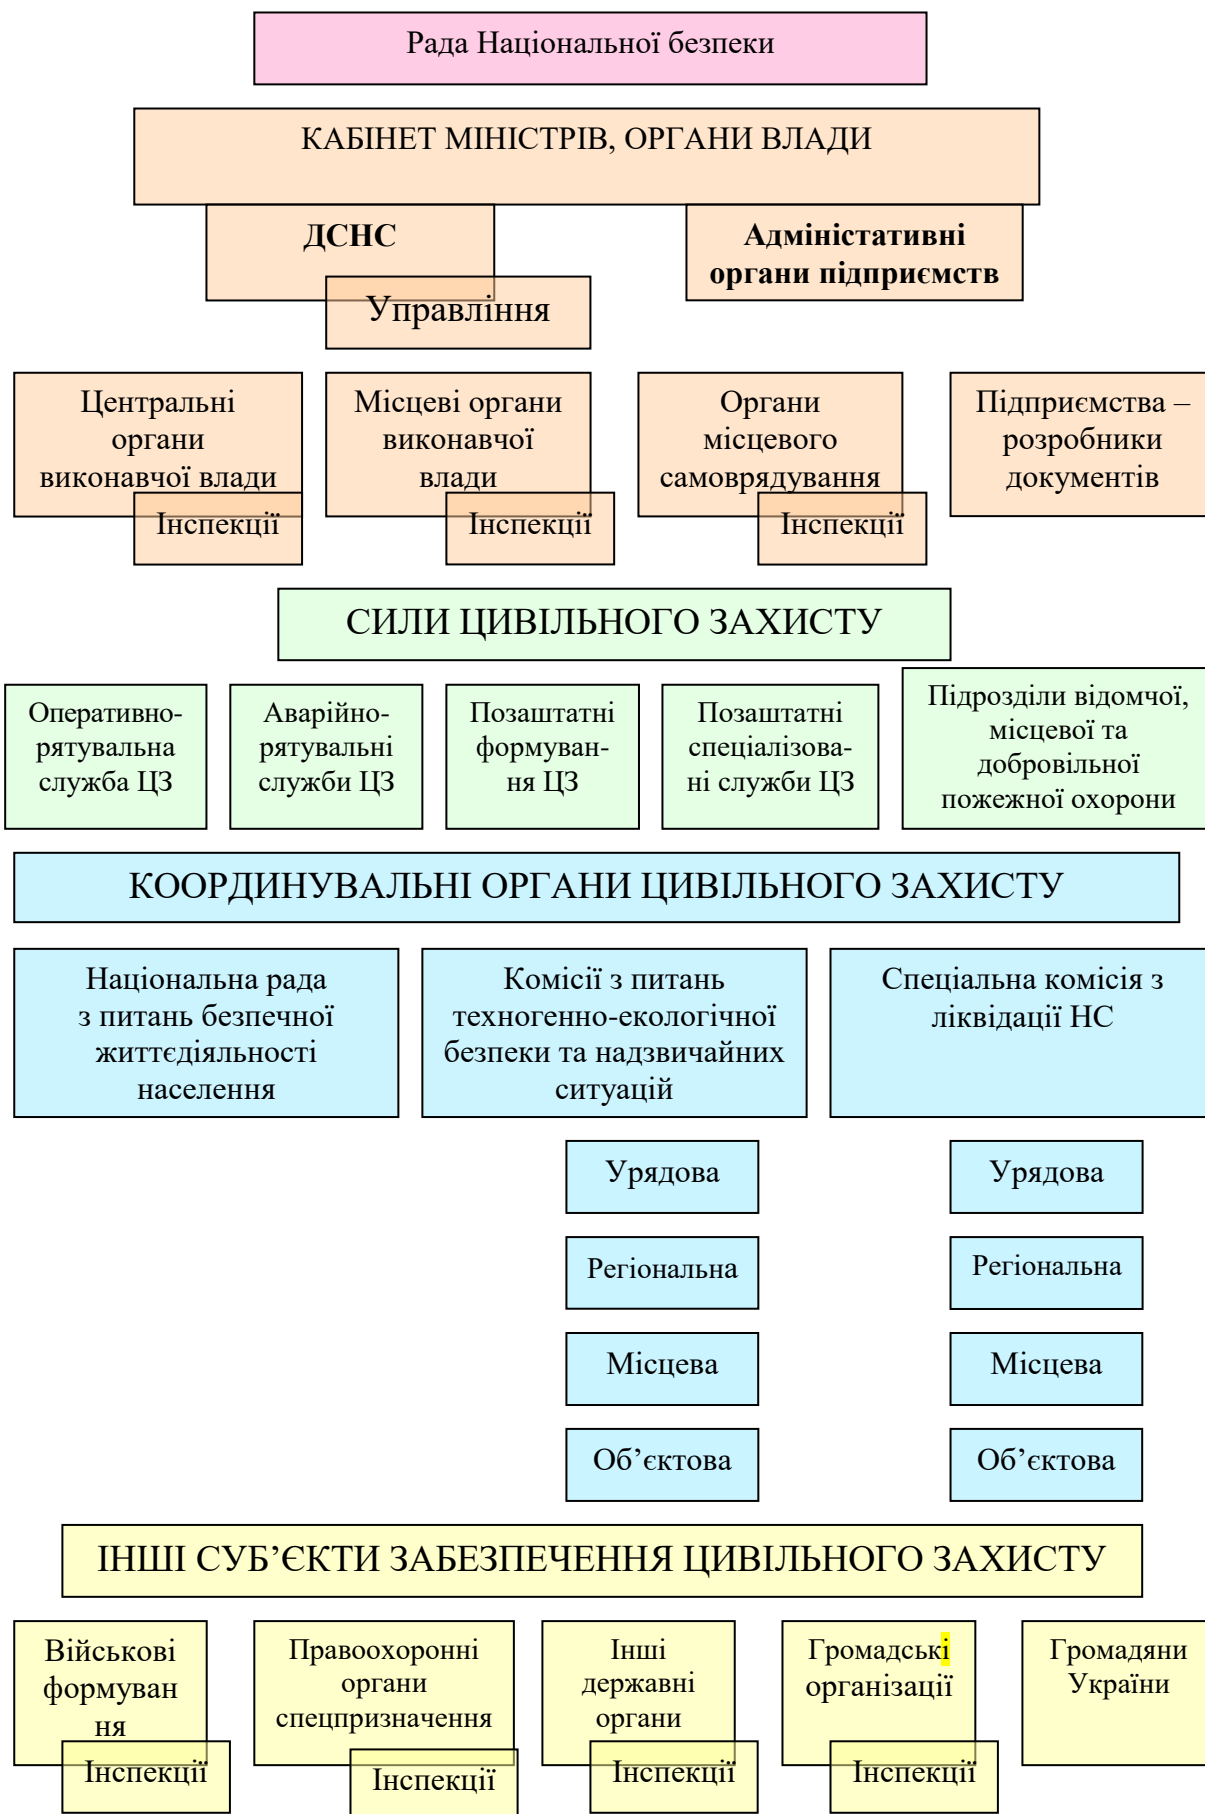 Рада Національної безпеки
КАБІНЕТ МІНІСТРІВ, ОРГАНИ ВЛАДИ
ДСНС
Адміністативні
органи підприємств
Управління
Центральні
органи
виконавчої влади
Інспекції
Місцеві органи
виконавчої
влади
Інспекції
Органи
місцевого
самоврядування
Інспекції
Підприємства –
розробники
документів
СИЛИ ЦИВІЛЬНОГО ЗАХИСТУ
Оперативно-
рятувальна
служба ЦЗ
Аварійно-
рятувальні
служби ЦЗ
Позаштатні
формуван-
ня ЦЗ
Позаштатні
спеціалізова-
ні служби ЦЗ
Підрозділи відомчої,
місцевої та
добровільної
пожежної охорони
КООРДИНУВАЛЬНІ ОРГАНИ ЦИВІЛЬНОГО ЗАХИСТУ
Національна рада
з питань безпечної
життєдіяльності
населення
Комісії з питань
техногенно-екологічної
безпеки та надзвичайних
ситуацій
Спеціальна комісія з
ліквідації НС
Урядова
Урядова
Регіональна
Регіональна
Місцева
Місцева
Об’єктова
Об’єктова
ІНШІ СУБ’ЄКТИ ЗАБЕЗПЕЧЕННЯ ЦИВІЛЬНОГО ЗАХИСТУ
Військові
формуван
ня
Інспекції
Правоохоронні
органи
спецпризначення
Інспекції
Інші
державні
органи
Інспекції
Громадські
організації
Інспекції
Громадяни
України